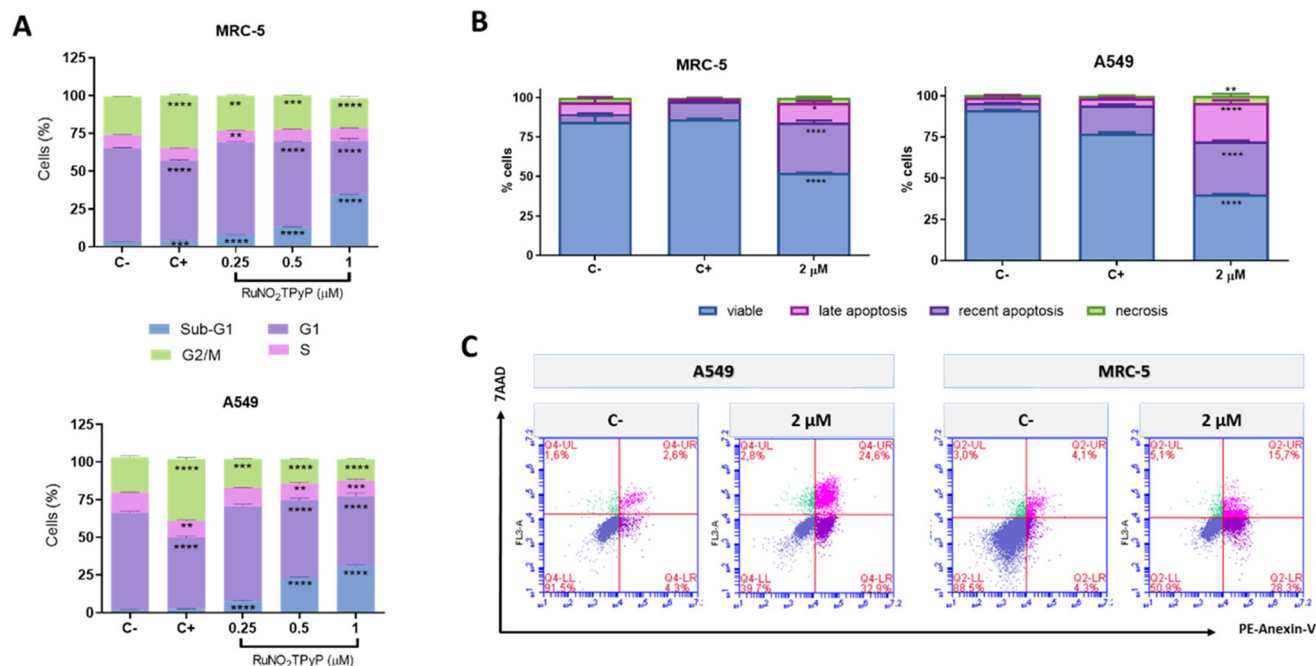 A
MRC-5
Cells (%)
125
100
75
50
25
0
**** ** *** ****
**
**** **** ****
*** **** **** ****
C- C+ 0.25 0.5 1
RuNO₂TPyP (µM)
Sub-G1 G1
G2/M S
A549
Cells (%)
125
100
75
50
25
0
**** *** **** ****
** ** ***
**** **** ****
**** **** ****
C- C+ 0.25 0.5 1
RuNO₂TPyP (µM)
B
MRC-5
% cells
100
75
50
25
0
*
****
****
C- C+ 2 µM
A549
% cells
100
75
50
25
0
**
****
****
****
C- C+ 2 µM
viable late apoptosis recent apoptosis necrosis
C
7AAD
A549
C- 2 µM
Q4-UL Q4-UR
1,6% 2,6%
FL3-A
Q4-LL Q4-LR
91,5% 4,3%
Q4-UL Q4-UR
2,8% 24,6%
FL3-A
Q4-LL Q4-LR
39,7% 32,9%
MRC-5
C- 2 µM
Q2-UL Q2-UR
3,0% 4,1%
Q2-LL Q2-LR
88,5% 4,3%
Q2-UL Q2-UR
5,1% 15,7%
FL3-A
Q2-LL Q2-LR
50,9% 28,3%
PE-Anexin-V